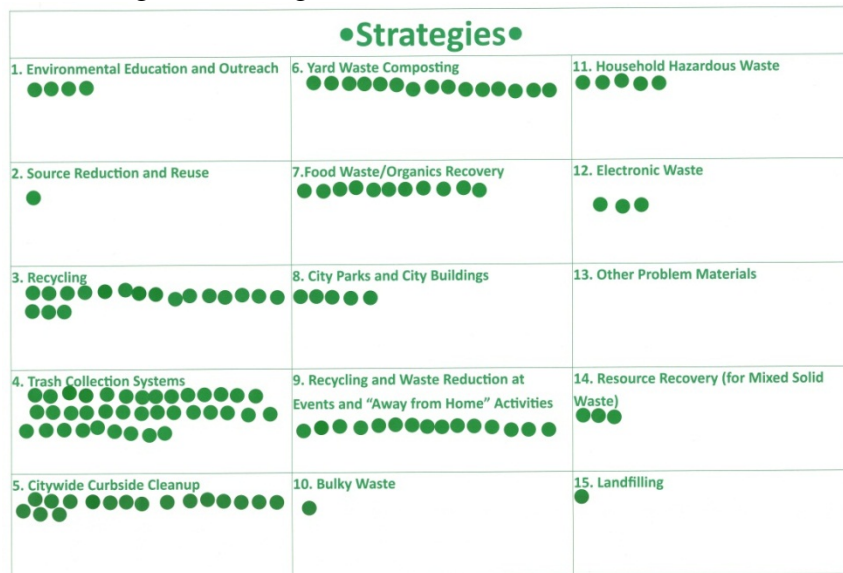 •Strategies•
1. Environmental Education and Outreach
6. Yard Waste Composting
11. Household Hazardous Waste
2. Source Reduction and Reuse
7.Food Waste/Organics Recovery
12. Electronic Waste
3. Recycling
8. City Parks and City Buildings
13. Other Problem Materials
4. Trash Collection Systems
9. Recycling and Waste Reduction at
Events and “Away from Home” Activities
14. Resource Recovery (for Mixed Solid
Waste)
5. Citywide Curbside Cleanup
10. Bulky Waste
15. Landfilling